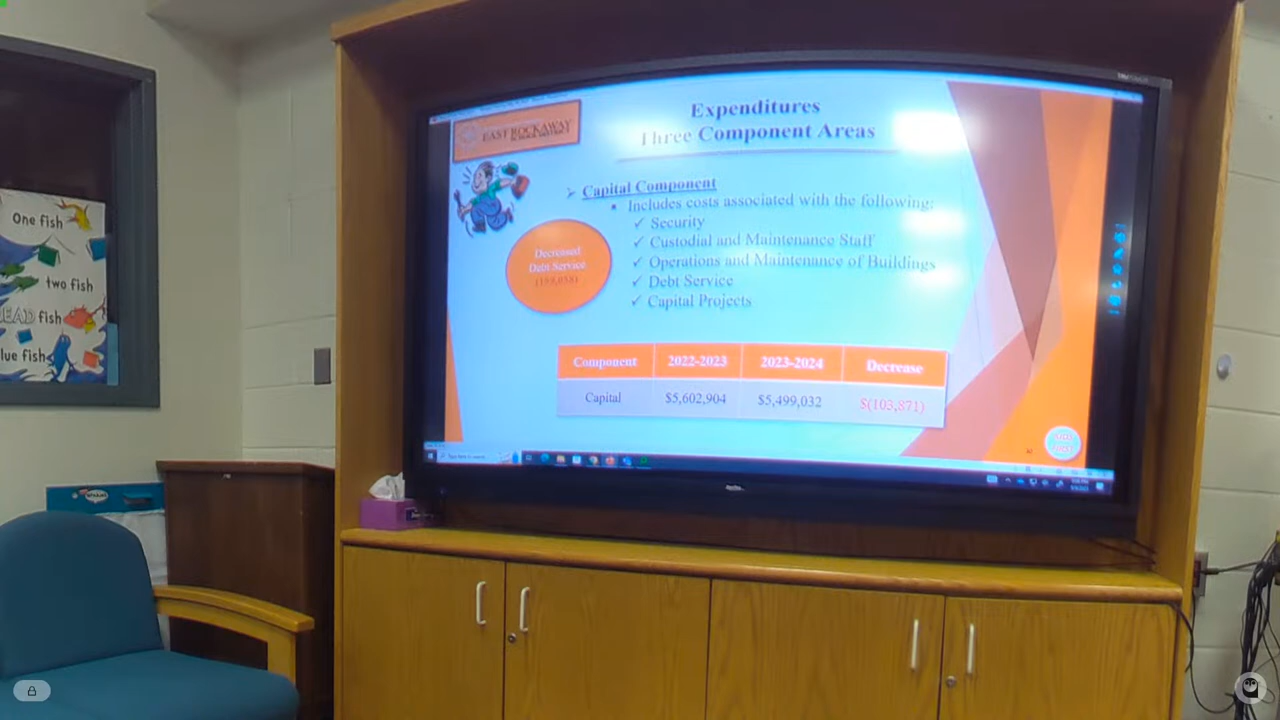 EAST ROCKAWAY
Expenditures
Three Component Areas
Capital Component
Includes costs associated with the following:
✓ Security
✓ Custodial and Maintenance Staff
✓ Operations and Maintenance of Buildings
✓ Debt Service
✓ Capital Projects
Decreased
Debt Service
Component 2022-2023 2023-2024 Decrease
Capital $5,602,904 $5,499,032 $(103,871)
One fish
two fish
READ fish
lue fish